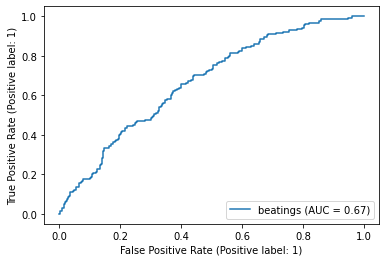 1.0
0.8
0.6
0.4
0.2
0.0
True Positive Rate (Positive label: 1)
beatings (AUC = 0.67)
0.0 0.2 0.4 0.6 0.8 1.0
False Positive Rate (Positive label: 1)